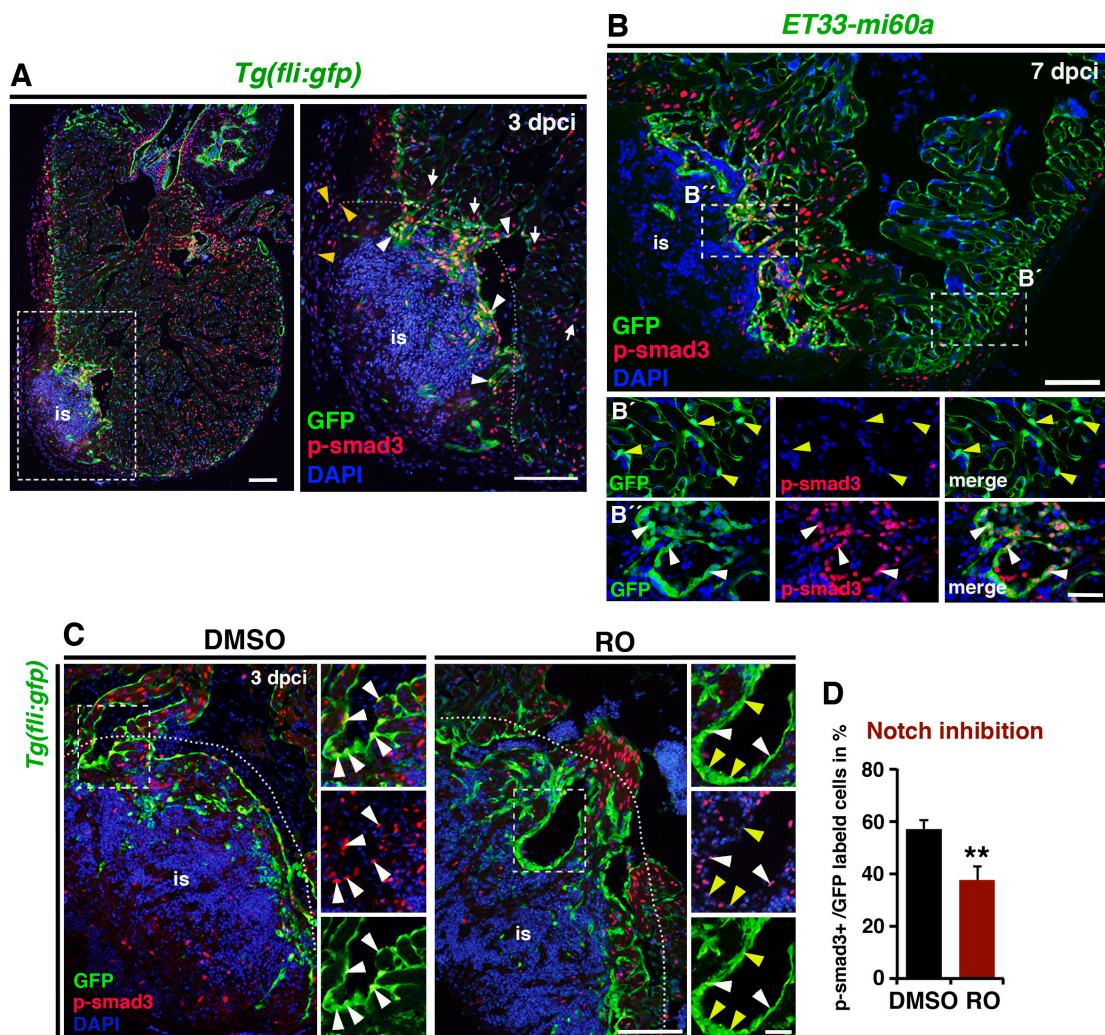 A
Tg(fli:gfp)
is
3 dpci
is
GFP
p-smad3
DAPI
B
ET33-mi60a
7 dpci
B´´
is
B´
GFP
p-smad3
DAPI
B´
GFP
p-smad3
merge
B´´
GFP
p-smad3
merge
C
DMSO
RO
Tg(fli:gfp)
3 dpci
is
GFP
p-smad3
DAPI
is
D
Notch inhibition
p-smad3+ /GFP labeld cells in %
80
60
40
20
0
**
DMSO RO